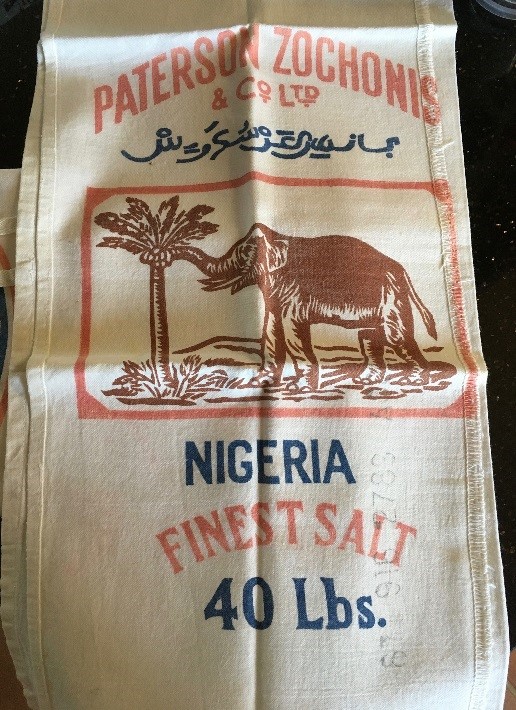 PATERSON ZOCHONIS
& Co LTD
NIGERIA
FINEST SALT
40 Lbs.